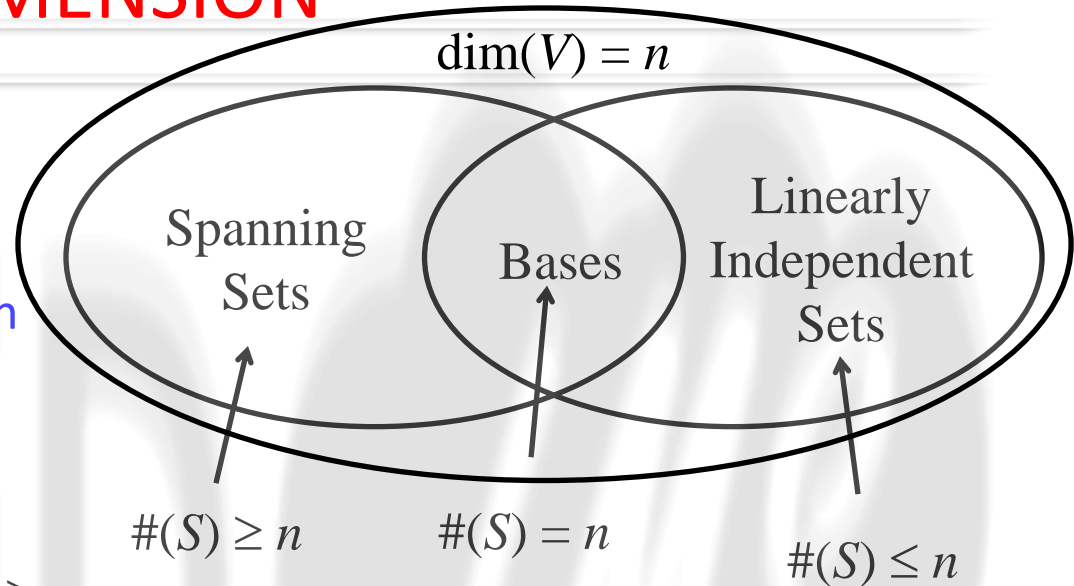 MENSION
dim(V) = n
Spanning
Sets
Bases
Linearly
Independent
Sets
n
#(S) ≥ n
#(S) = n
#(S) ≤ n